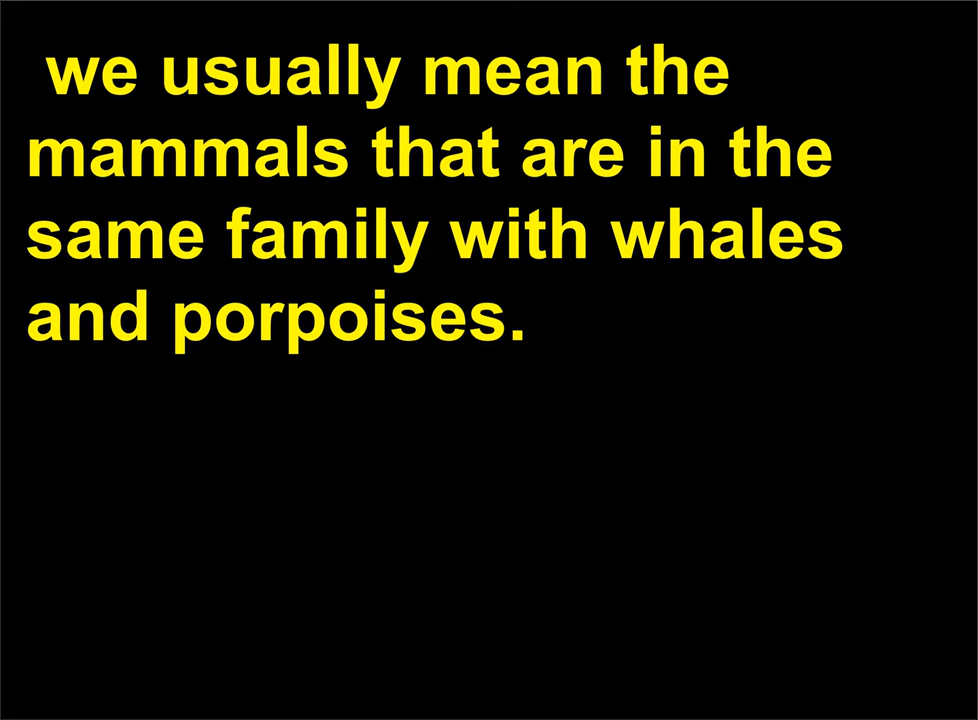 we usually mean the
mammals that are in the
same family with whales
and porpoises.